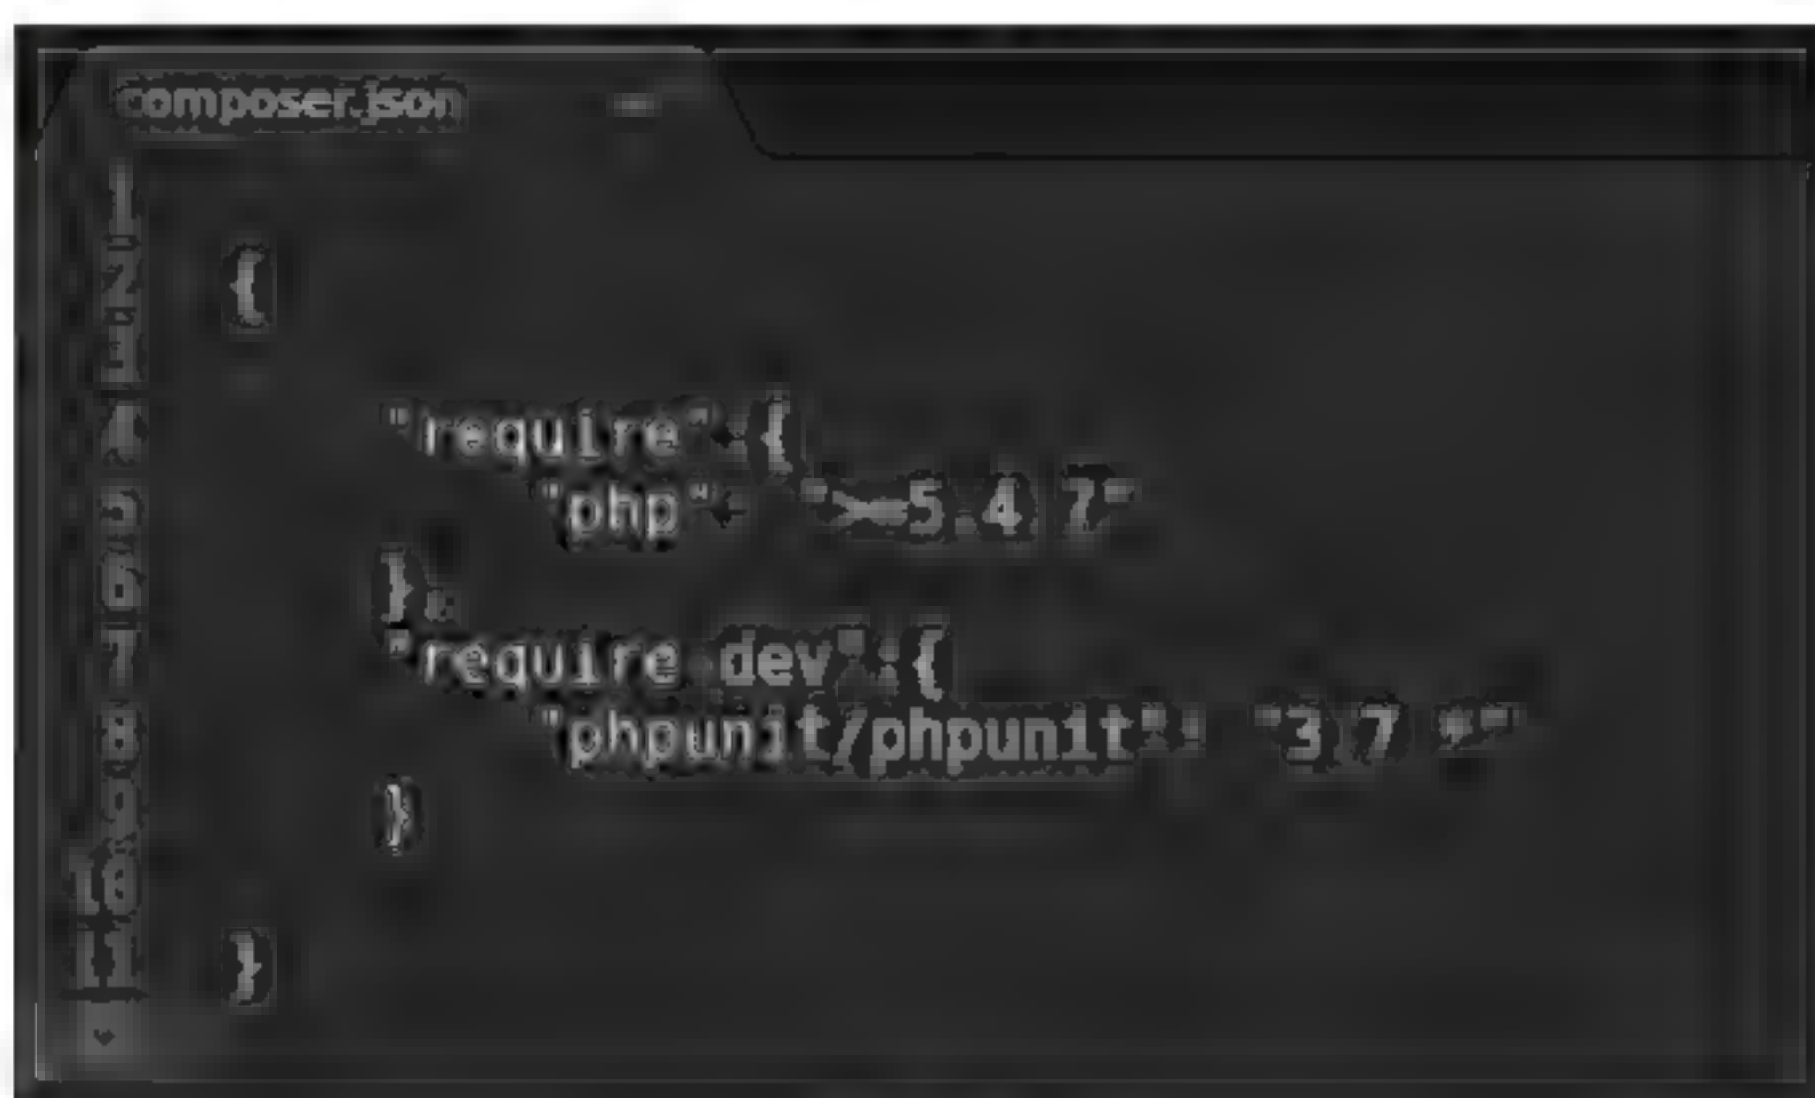 composer.json
1
2 {
3
4 "require": {
5 "php": ">=5.4.7"
6 },
7 "require-dev": {
8 "phpunit/phpunit": "3.7.*"
9 }
10
11 }